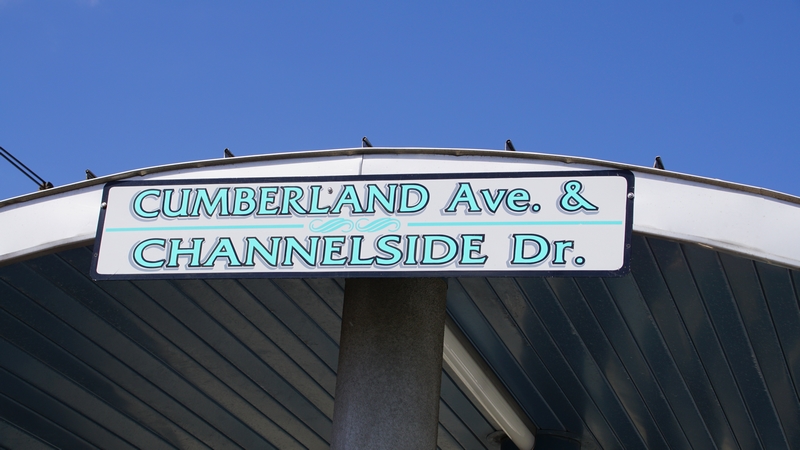 CUMBERLAND Ave. &
CHANNELSIDE Dr.